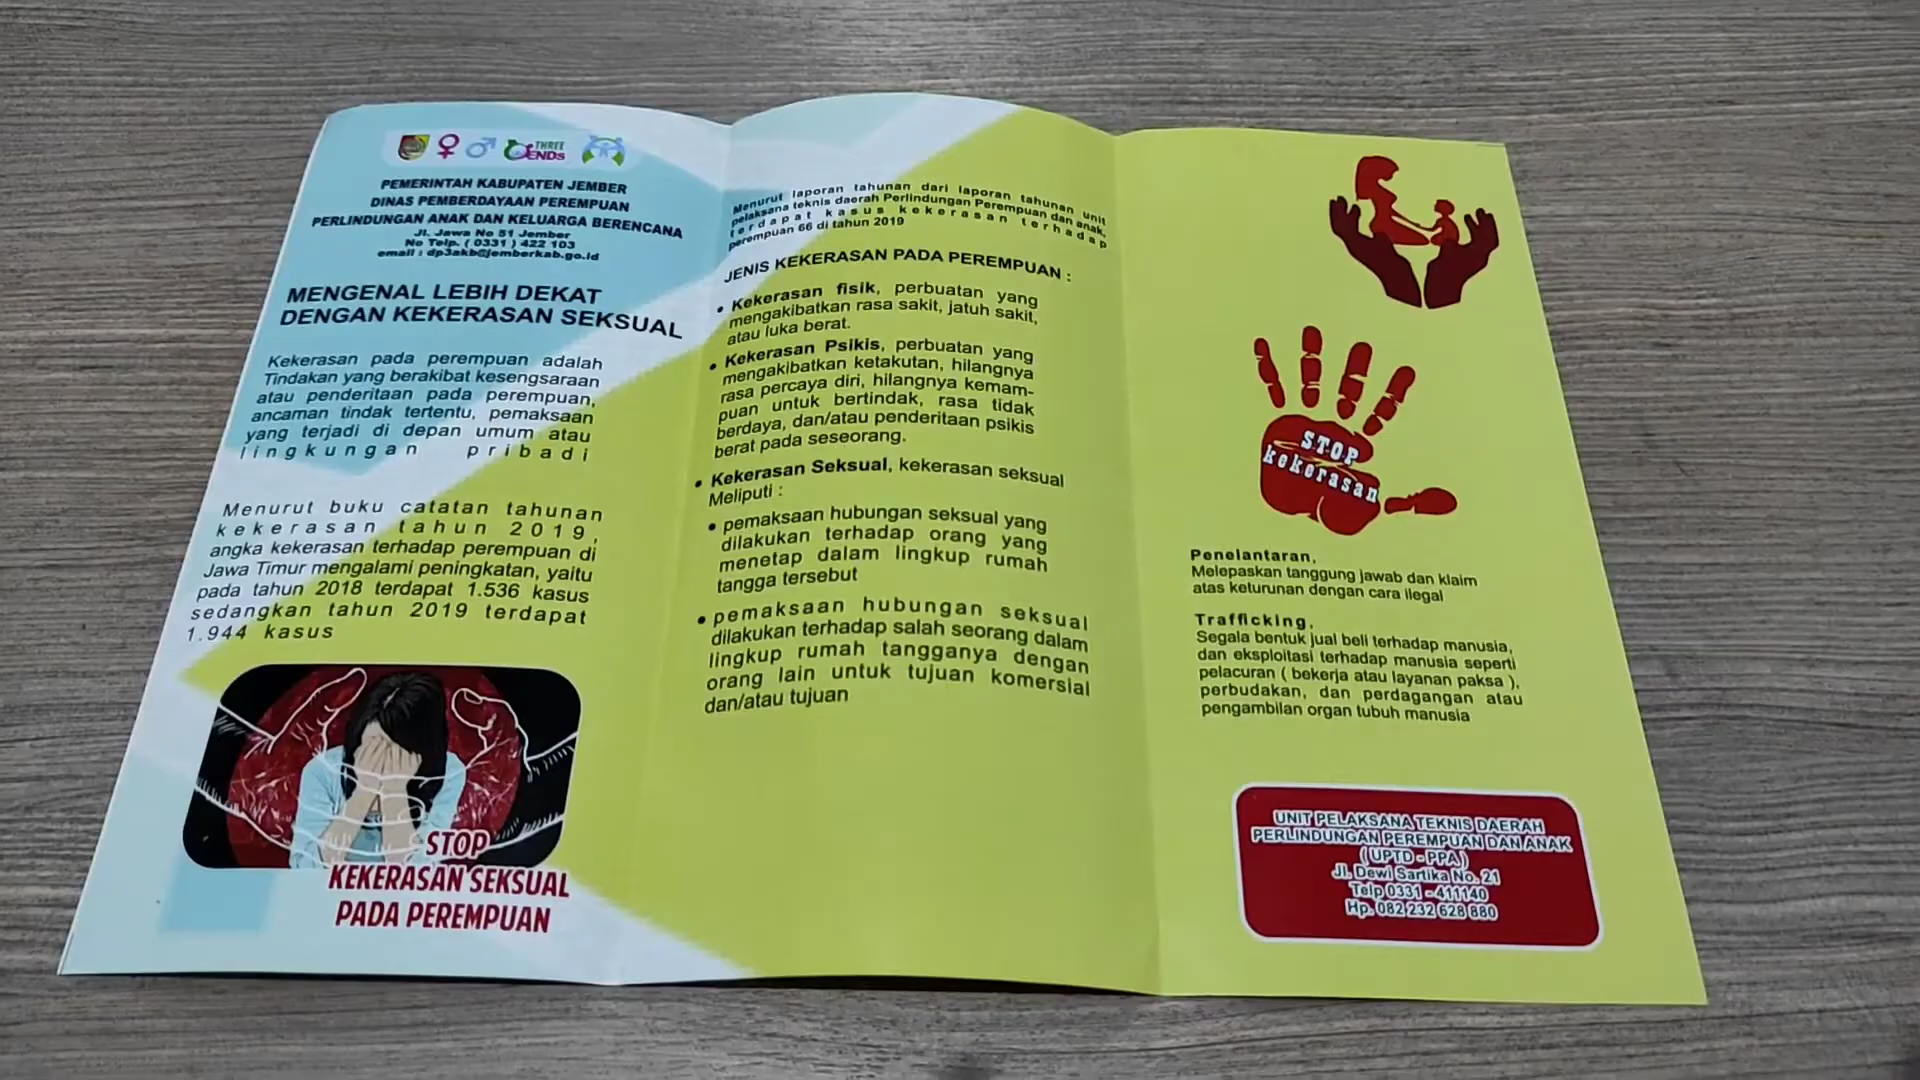 THREE
ENDs
PEMERINTAH KABUPATEN JEMBER
DINAS PEMBERDAYAAN PEREMPUAN
PERLINDUNGAN ANAK DAN KELUARGA BERENCANA
Jl. Jawa No 51 Jember
No Telp. ( 0331 ) 422 103
email : dp3akb@jemberkab.go.id
MENGENAL LEBIH DEKAT
DENGAN KEKERASAN SEKSUAL
Kekerasan pada perempuan adalah
Tindakan yang berakibat kesengsaraan
atau penderitaan pada perempuan,
ancaman tindak tertentu, pemaksaan
yang terjadi di depan umum atau
lingkungan pribadi
Menurut buku catatan tahunan
kekerasan tahun 2019,
angka kekerasan terhadap perempuan di
Jawa Timur mengalami peningkatan, yaitu
pada tahun 2018 terdapat 1.536 kasus
sedangkan tahun 2019 terdapat
1.944 kasus
STOP
KEKERASAN SEKSUAL
PADA PEREMPUAN
Menurut laporan tahunan dari laporan tahunan unit
pelaksana teknis daerah Perlindungan Perempuan dan anak,
terdapat kasus kekerasan terhadap
perempuan 66 di tahun 2019
JENIS KEKERASAN PADA PEREMPUAN :
• Kekerasan fisik, perbuatan yang
mengakibatkan rasa sakit, jatuh sakit,
atau luka berat.
• Kekerasan Psikis, perbuatan yang
mengakibatkan ketakutan, hilangnya
rasa percaya diri, hilangnya kemam-
puan untuk bertindak, rasa tidak
berdaya, dan/atau penderitaan psikis
berat pada seseorang.
• Kekerasan Seksual, kekerasan seksual
Meliputi :
• pemaksaan hubungan seksual yang
dilakukan terhadap orang yang
menetap dalam lingkup rumah
tangga tersebut
• pemaksaan hubungan seksual
dilakukan terhadap salah seorang dalam
lingkup rumah tangganya dengan
orang lain untuk tujuan komersial
dan/atau tujuan
STOP
kekerasan
Penelantaran,
Melepaskan tanggung jawab dan klaim
atas keturunan dengan cara ilegal
Trafficking,
Segala bentuk jual beli terhadap manusia,
dan eksploitasi terhadap manusia seperti
pelacuran ( bekerja atau layanan paksa ),
perbudakan, dan perdagangan atau
pengambilan organ tubuh manusia
UNIT PELAKSANA TEKNIS DAERAH
PERLINDUNGAN PEREMPUAN DAN ANAK
( UPTD - PPA )
Jl. Dewi Sartika No. 21
Telp 0331 - 411140
Hp. 082 232 628 880